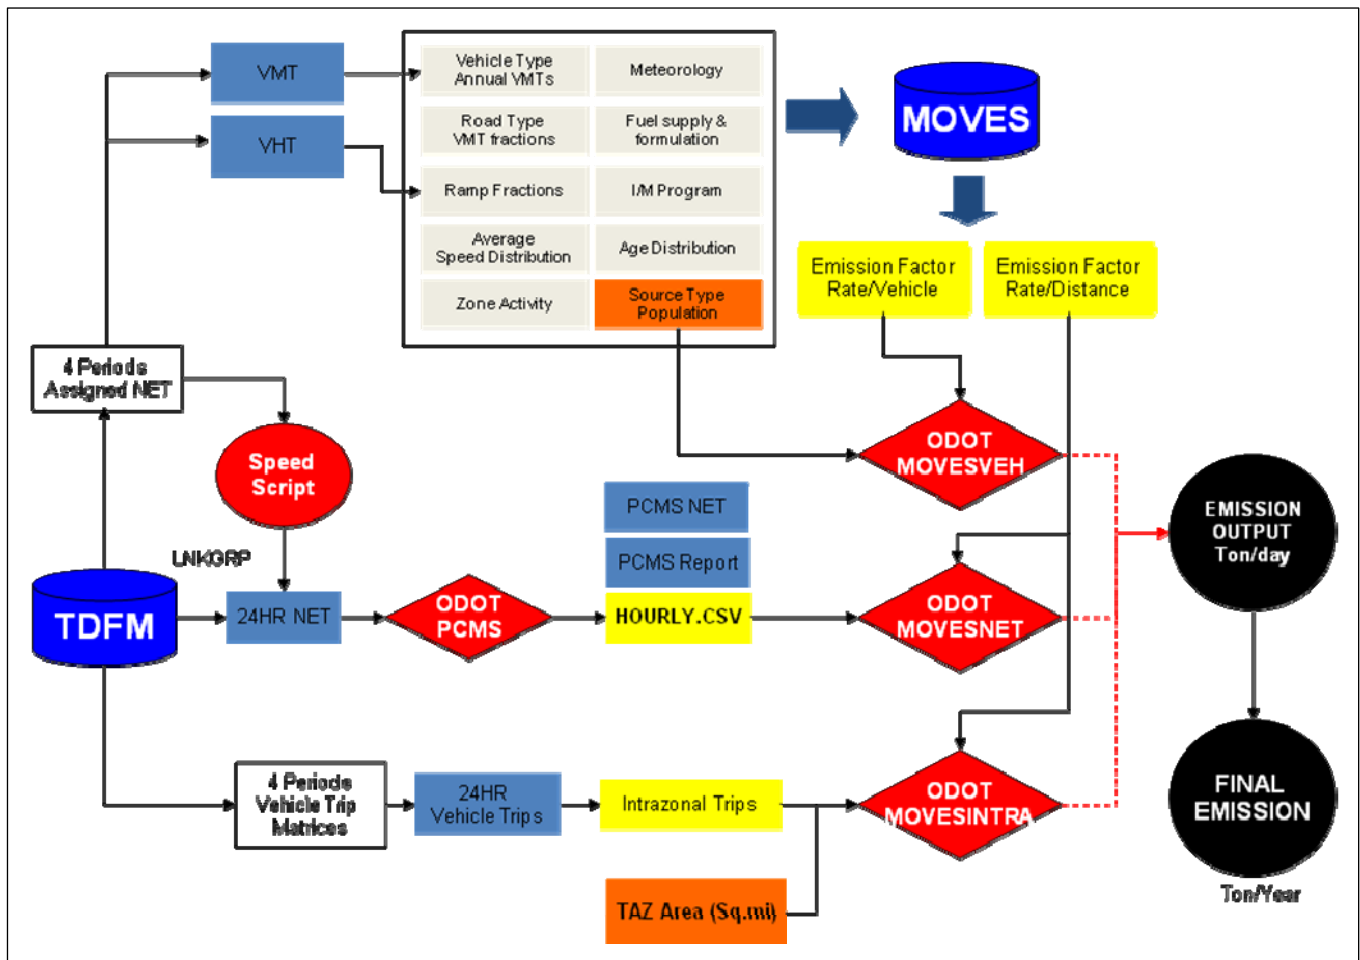 VMT
VHT
Vehicle Type
Annual VMTs
Meteorology
Road Type
VMT fractions
Fuel supply &
formulation
Ramp Fractions
I/M Program
Average
Speed Distribution
Age Distribution
Zone Activity
Source Type
Population
MOVES
Emission Factor
Rate/Vehicle
Emission Factor
Rate/Distance
4 Periods
Assigned NET
Speed
Script
LNKGRP
TDFM
24HR NET
ODOT
PCMS
PCMS NET
PCMS Report
HOURLY.CSV
ODOT
MOVESVEH
ODOT
MOVESNET
EMISSION
OUTPUT
Ton/day
4 Periods
Vehicle Trip
Matrices
24HR
Vehicle Trips
Intrazonal Trips
TAZ Area (Sq.mi)
ODOT
MOVESINTRA
FINAL
EMISSION
Ton/Year